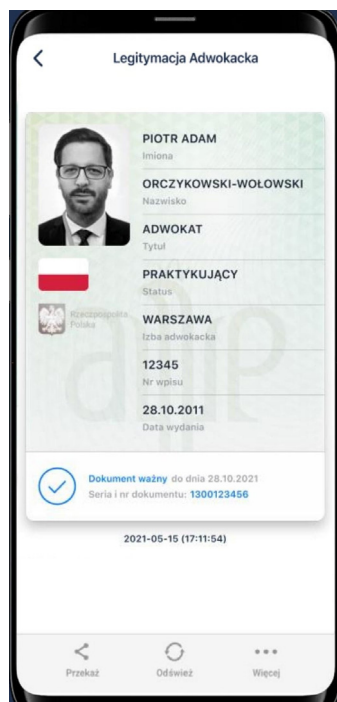 Legitymacja Adwokacka
PIOTR ADAM
Imiona
ORCZYKOWSKI-WOŁOWSKI
Nazwisko
ADWOKAT
Tytuł
PRAKTYKUJĄCY
Status
Rzeczpospolita
Polska
WARSZAWA
Izba adwokacka
12345
Nr wpisu
28.10.2011
Data wydania
Dokument ważny do dnia 28.10.2021
Seria i nr dokumentu: 1300123456
2021-05-15 (17:11:54)
Przekaż
Odśwież
Więcej